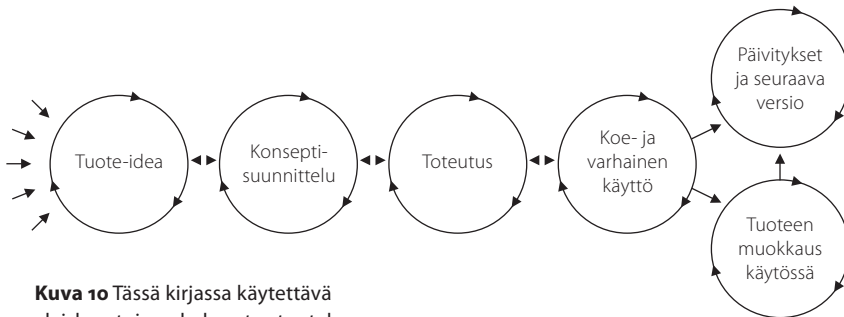 Tuote-idea
Konsepti-
suunnittelu
Toteutus
Koe- ja
varhainen
käyttö
Päivitykset
ja seuraava
versio
Tuoteen
muokkaus
käytössä
Kuva 10 Tässä kirjassa käytettävä